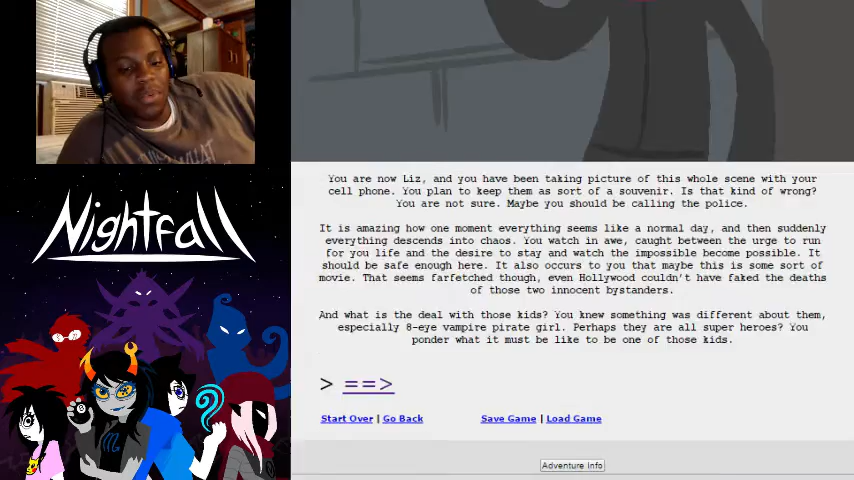 Nightfall
You are now Liz, and you have been taking picture of this whole scene with your
cell phone. You plan to keep them as sort of a souvenir. Is that kind of wrong?
You are not sure. Maybe you should be calling the police.
It is amazing how one moment everything seems like a normal day, and then suddenly
everything descends into chaos. You watch in awe, caught between the urge to run
for you life and the desire to stay and watch the impossible become possible. It
should be safe enough here. It also occurs to you that maybe this is some sort of
movie. That seems farfetched though, even Hollywood couldn't have faked the deaths
of those two innocent bystanders.
And what is the deal with those kids? You knew something was different about them,
especially 8-eye vampire pirate girl. Perhaps they are all super heroes? You
ponder what it must be like to be one of those kids.
> ==>
Start Over | Go Back Save Game | Load Game
Adventure Info